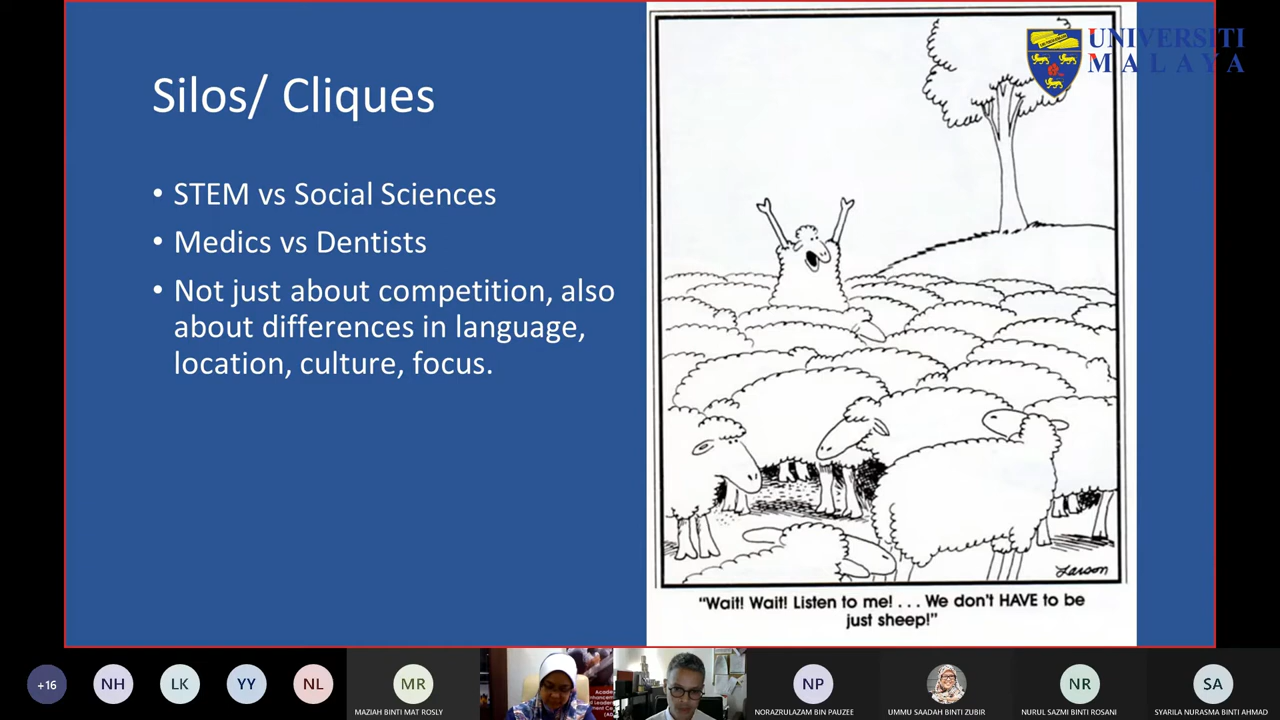 Silos/ Cliques
• STEM vs Social Sciences
• Medics vs Dentists
• Not just about competition, also
about differences in language,
location, culture, focus.
UNIVERSITI
MALAYA
Larson
"Wait! Wait! Listen to me! . . . We don't HAVE to be
just sheep!"
+16
NH
LK
YY
NL
MR
MAZIAH BINTI MAT ROSLY
NP
NORAZRULAZAM BIN PAUZEE
UMMU SAADAH BINTI ZUBIR
NR
NURUL SAZMI BINTI ROSANI
SA
SYARILA NURASMA BINTI AHMAD